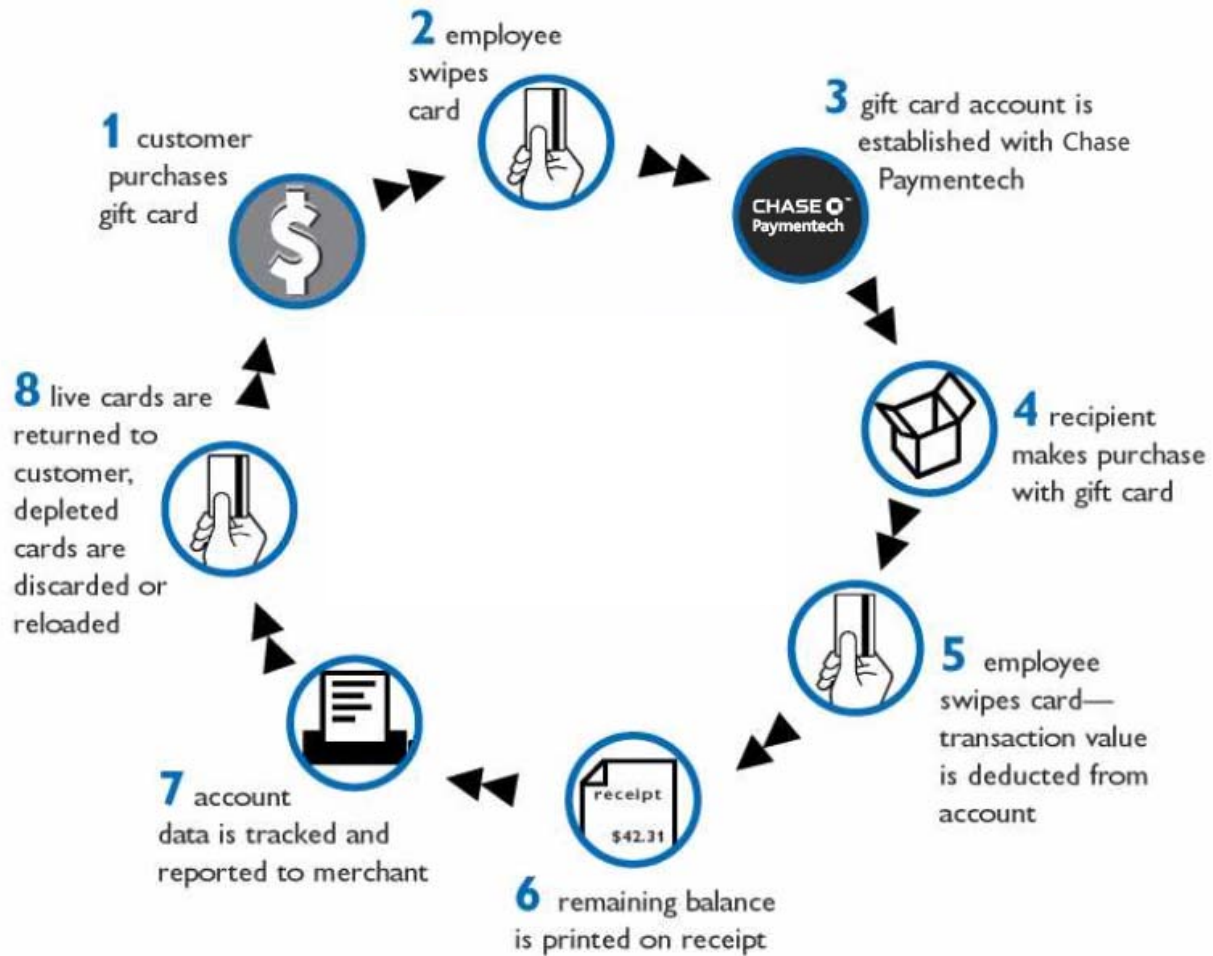 1 customer
purchases
gift card
2 employee
swipes
card
3 gift card account is
established with Chase
Paymentech
CHASE
Paymentech
4 recipient
makes purchase
with gift card
5 employee
swipes card—
transaction value
is deducted from
account
receipt
$42.31
6 remaining balance
is printed on receipt
7 account
data is tracked and
reported to merchant
8 live cards are
returned to
customer,
depleted
cards are
discarded or
reloaded